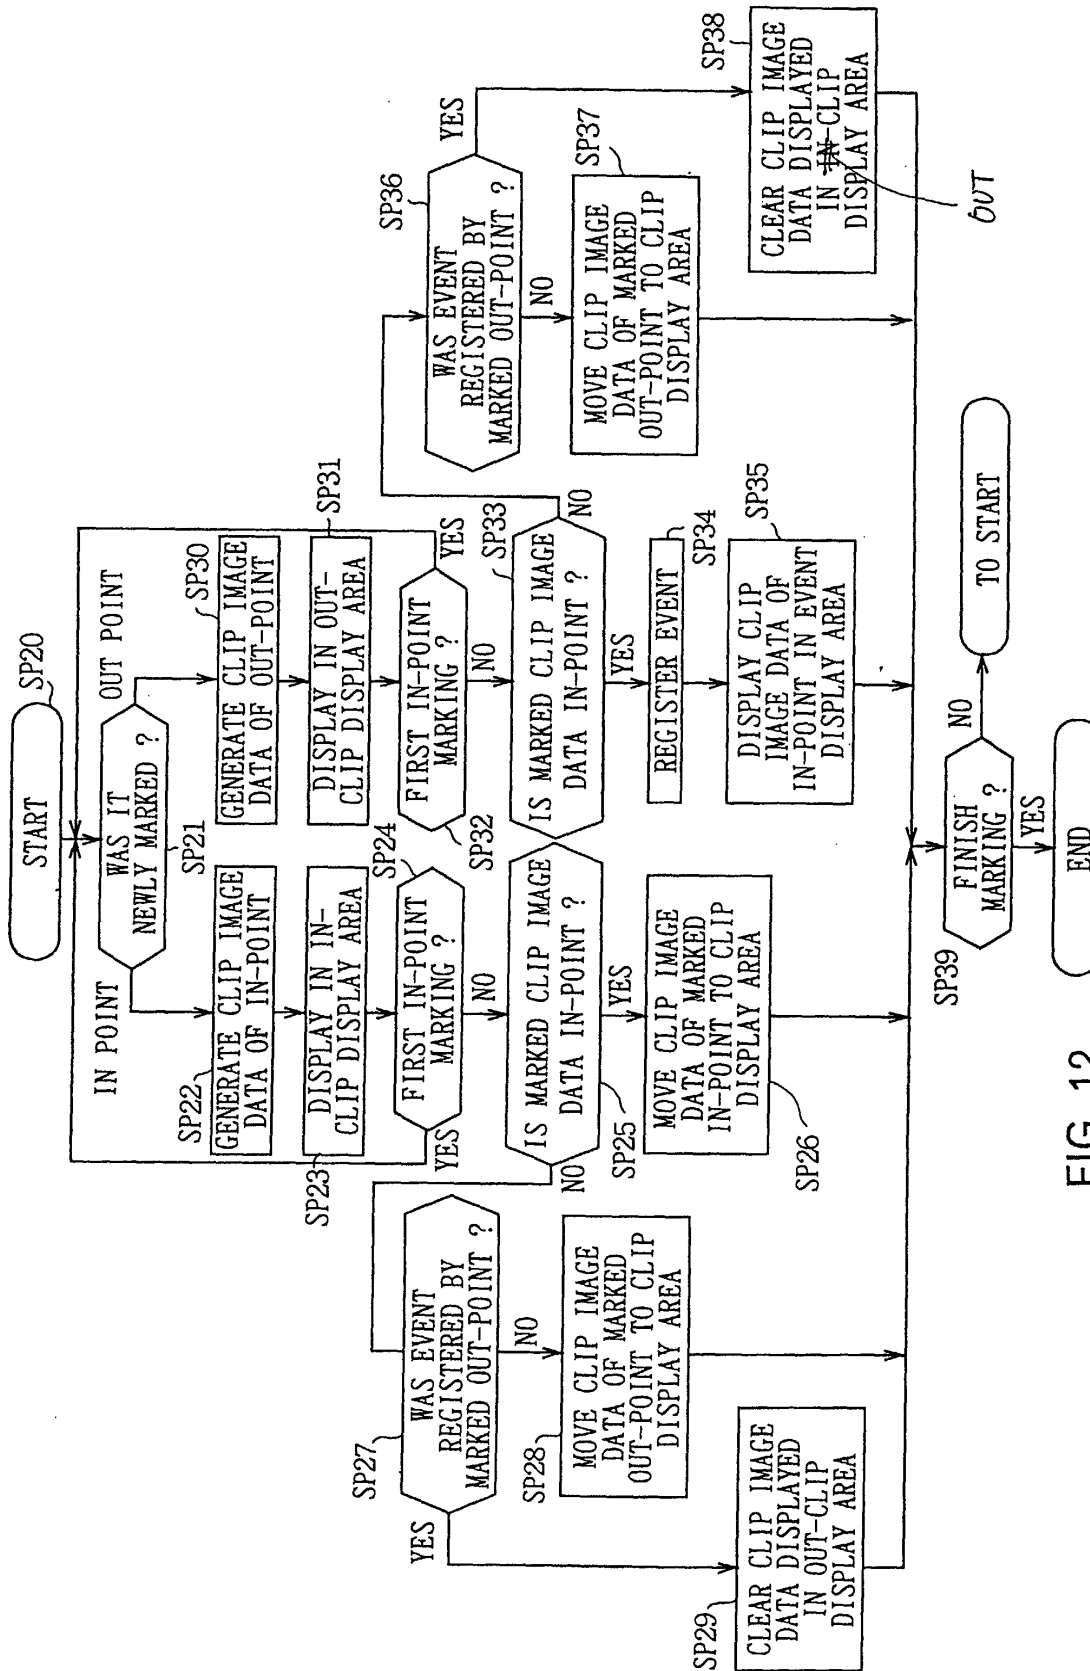 START
SP20
WAS IT
NEWLY MARKED ?
SP21
IN POINT
OUT POINT
SP22
GENERATE CLIP IMAGE
DATA OF IN-POINT
SP23
DISPLAY IN IN-
CLIP DISPLAY AREA
SP24
FIRST IN-POINT
MARKING ?
YES
NO
IS MARKED CLIP IMAGE
DATA IN-POINT ?
SP25
NO
YES
MOVE CLIP IMAGE
DATA OF MARKED
IN-POINT TO CLIP
DISPLAY AREA
SP26
SP27
WAS EVENT
REGISTERED BY
MARKED OUT-POINT ?
YES
NO
SP28
MOVE CLIP IMAGE
DATA OF MARKED
OUT-POINT TO CLIP
DISPLAY AREA
SP29
CLEAR CLIP IMAGE
DATA DISPLAYED
IN OUT-CLIP
DISPLAY AREA
SP30
GENERATE CLIP IMAGE
DATA OF OUT-POINT
SP31
DISPLAY IN OUT-
CLIP DISPLAY AREA
FIRST IN-POINT
MARKING ?
SP32
YES
NO
SP33
IS MARKED CLIP IMAGE
DATA IN-POINT ?
NO
YES
REGISTER EVENT
SP34
SP35
DISPLAY CLIP
IMAGE DATA OF
IN-POINT IN EVENT
DISPLAY AREA
SP36
WAS EVENT
REGISTERED BY
MARKED OUT-POINT ?
YES
NO
SP37
MOVE CLIP IMAGE
DATA OF MARKED
OUT-POINT TO CLIP
DISPLAY AREA
SP38
CLEAR CLIP IMAGE
DATA DISPLAYED
IN IN-CLIP
DISPLAY AREA
OUT
SP39
FINISH
MARKING ?
NO
TO START
YES
END
FIG. 12